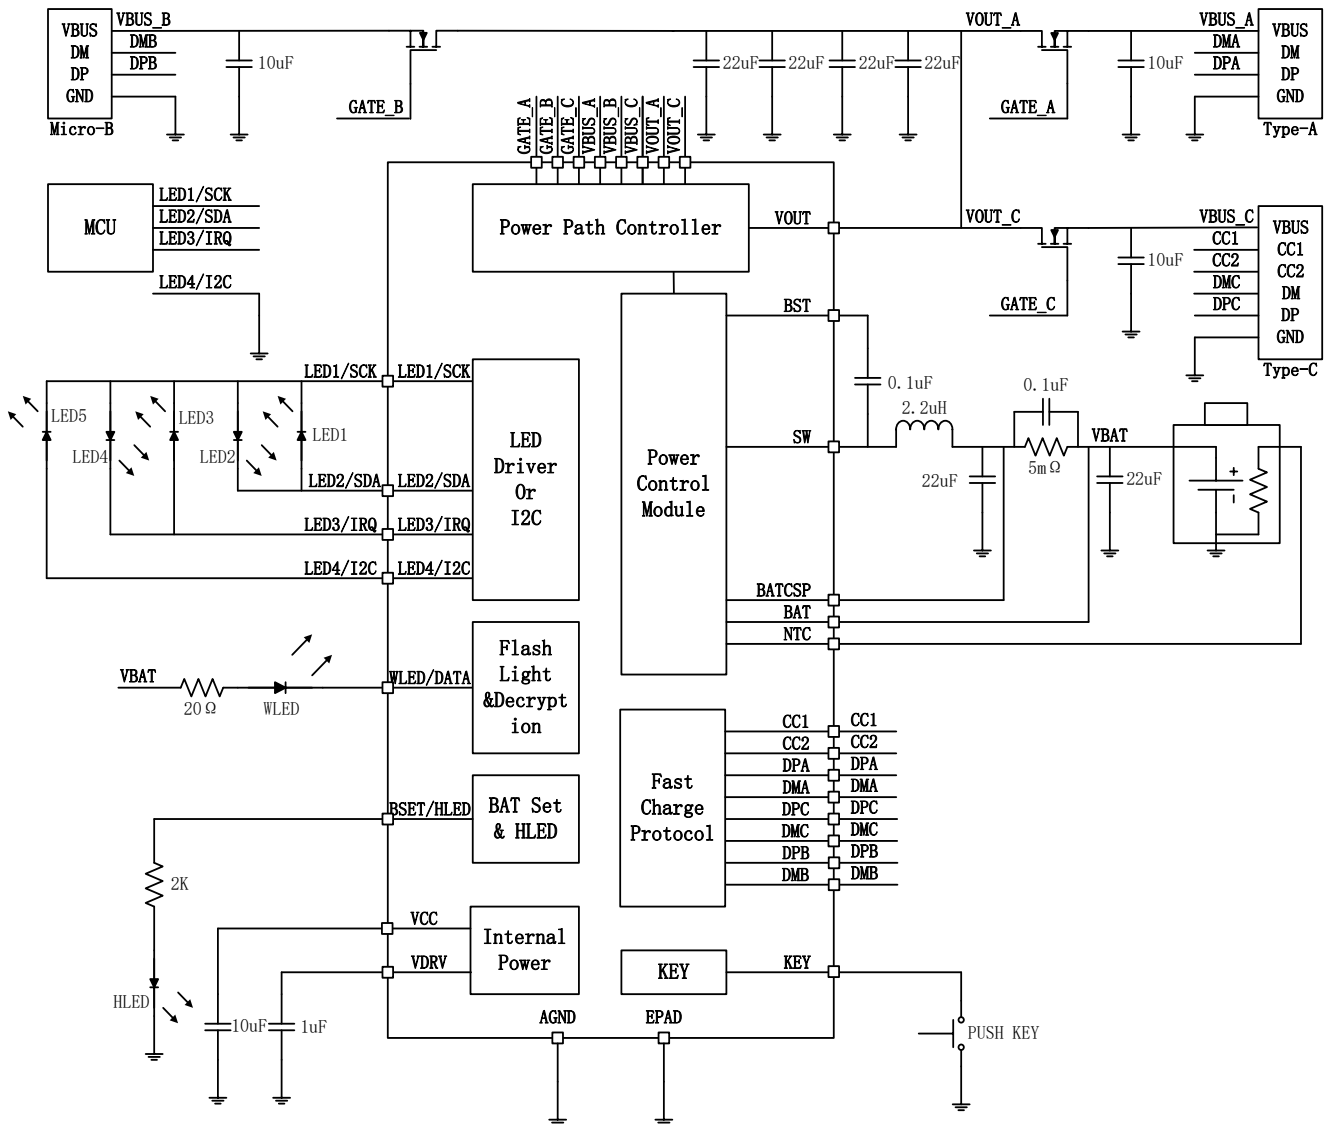 VBUS
DM
DP
GND
Micro-B
VBUS_B
DMB
DPB
10uF
GATE_B
22uF
22uF
22uF
22uF
VOUT_A
GATE_A
VBUS_A
DMA
DPA
10uF
VBUS
DM
DP
GND
Type-A
GATE_A
GATE_B
GATE_C
VBUS_A
VBUS_B
VBUS_C
VOUT_A
VOUT_C
MCU
LED1/SCK
LED2/SDA
LED3/IRQ
LED4/I2C
Power Path Controller
VOUT
VOUT_C
GATE_C
VBUS_C
CC1
CC2
DMC
DPC
10uF
VBUS
CC1
CC2
DM
DP
GND
Type-C
BST
0.1uF
SW
2.2uH
0.1uF
5mΩ
VBAT
22uF
22uF
+
-
Power
Control
Module
BATCSP
BAT
NTC
LED1/SCK
LED1/SCK
LED5
LED4
LED3
LED2
LED1
LED2/SDA
LED2/SDA
LED3/IRQ
LED3/IRQ
LED4/I2C
LED4/I2C
LED
Driver
Or
I2C
VBAT
20Ω
WLED
WLED/DATA
Flash
Light
&Decrypt
ion
BSET/HLED
BAT Set
& HLED
2K
HLED
Fast
Charge
Protocol
CC1
CC1
CC2
CC2
DPA
DPA
DMA
DMA
DPC
DPC
DMC
DMC
DPB
DPB
DMB
DMB
VCC
VDRV
Internal
Power
10uF
1uF
KEY
KEY
PUSH KEY
AGND
EPAD